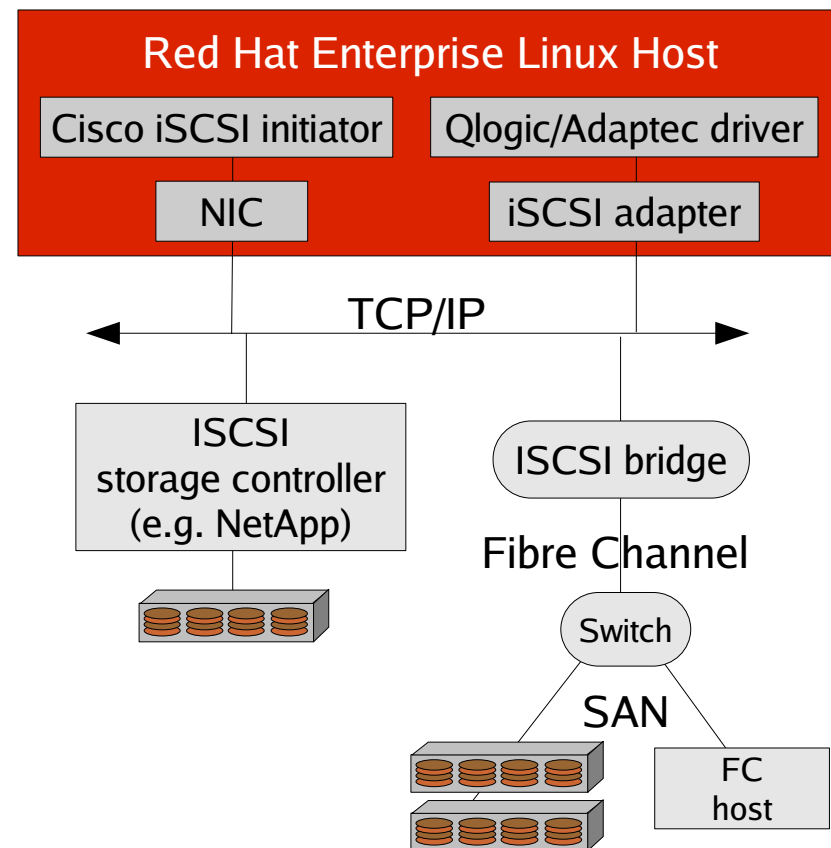 Red Hat Enterprise Linux Host
Cisco iSCSI initiator
Qlogic/Adaptec driver
NIC
iSCSI adapter
TCP/IP
ISCSI
storage controller
(e.g. NetApp)
ISCSI bridge
Fibre Channel
Switch
SAN
FC
host